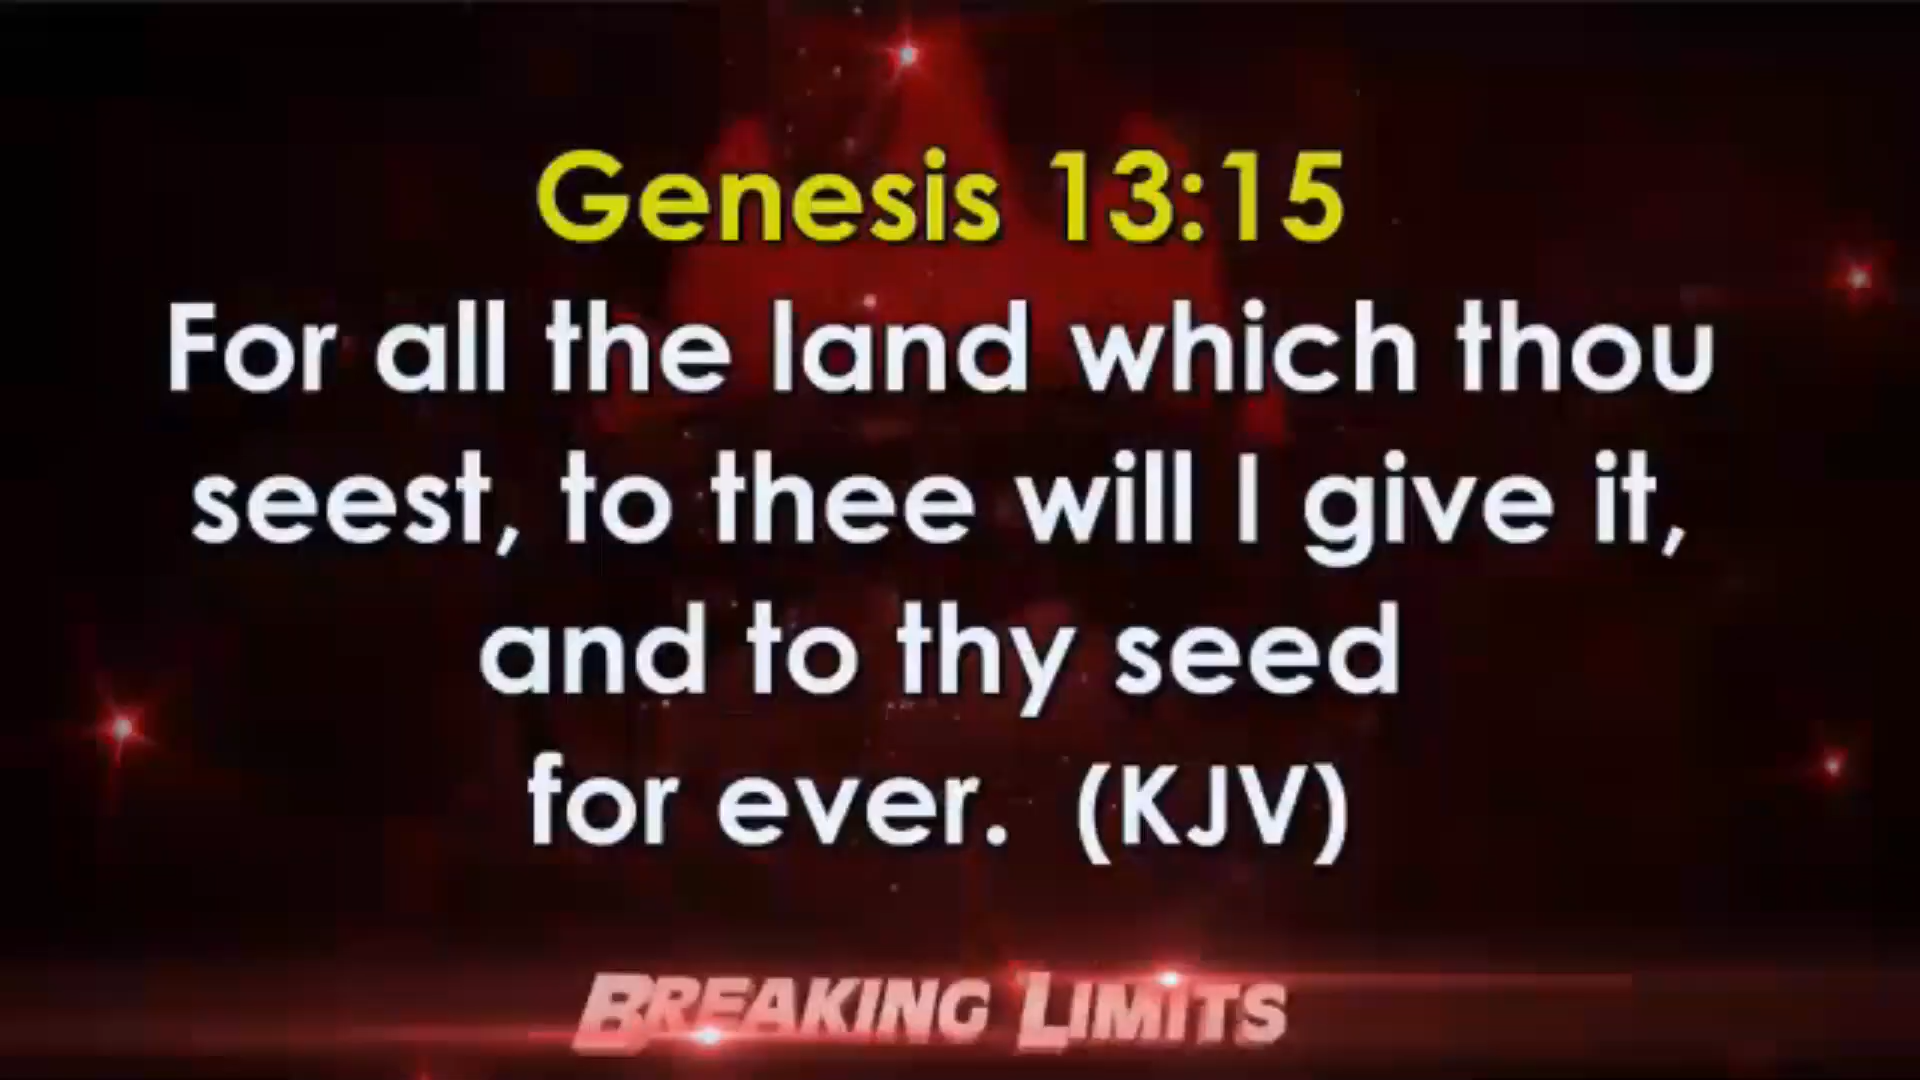 Genesis 13:15
For all the land which thou
seest, to thee will I give it,
and to thy seed
for ever. (KJV)
BREAKING LIMITS